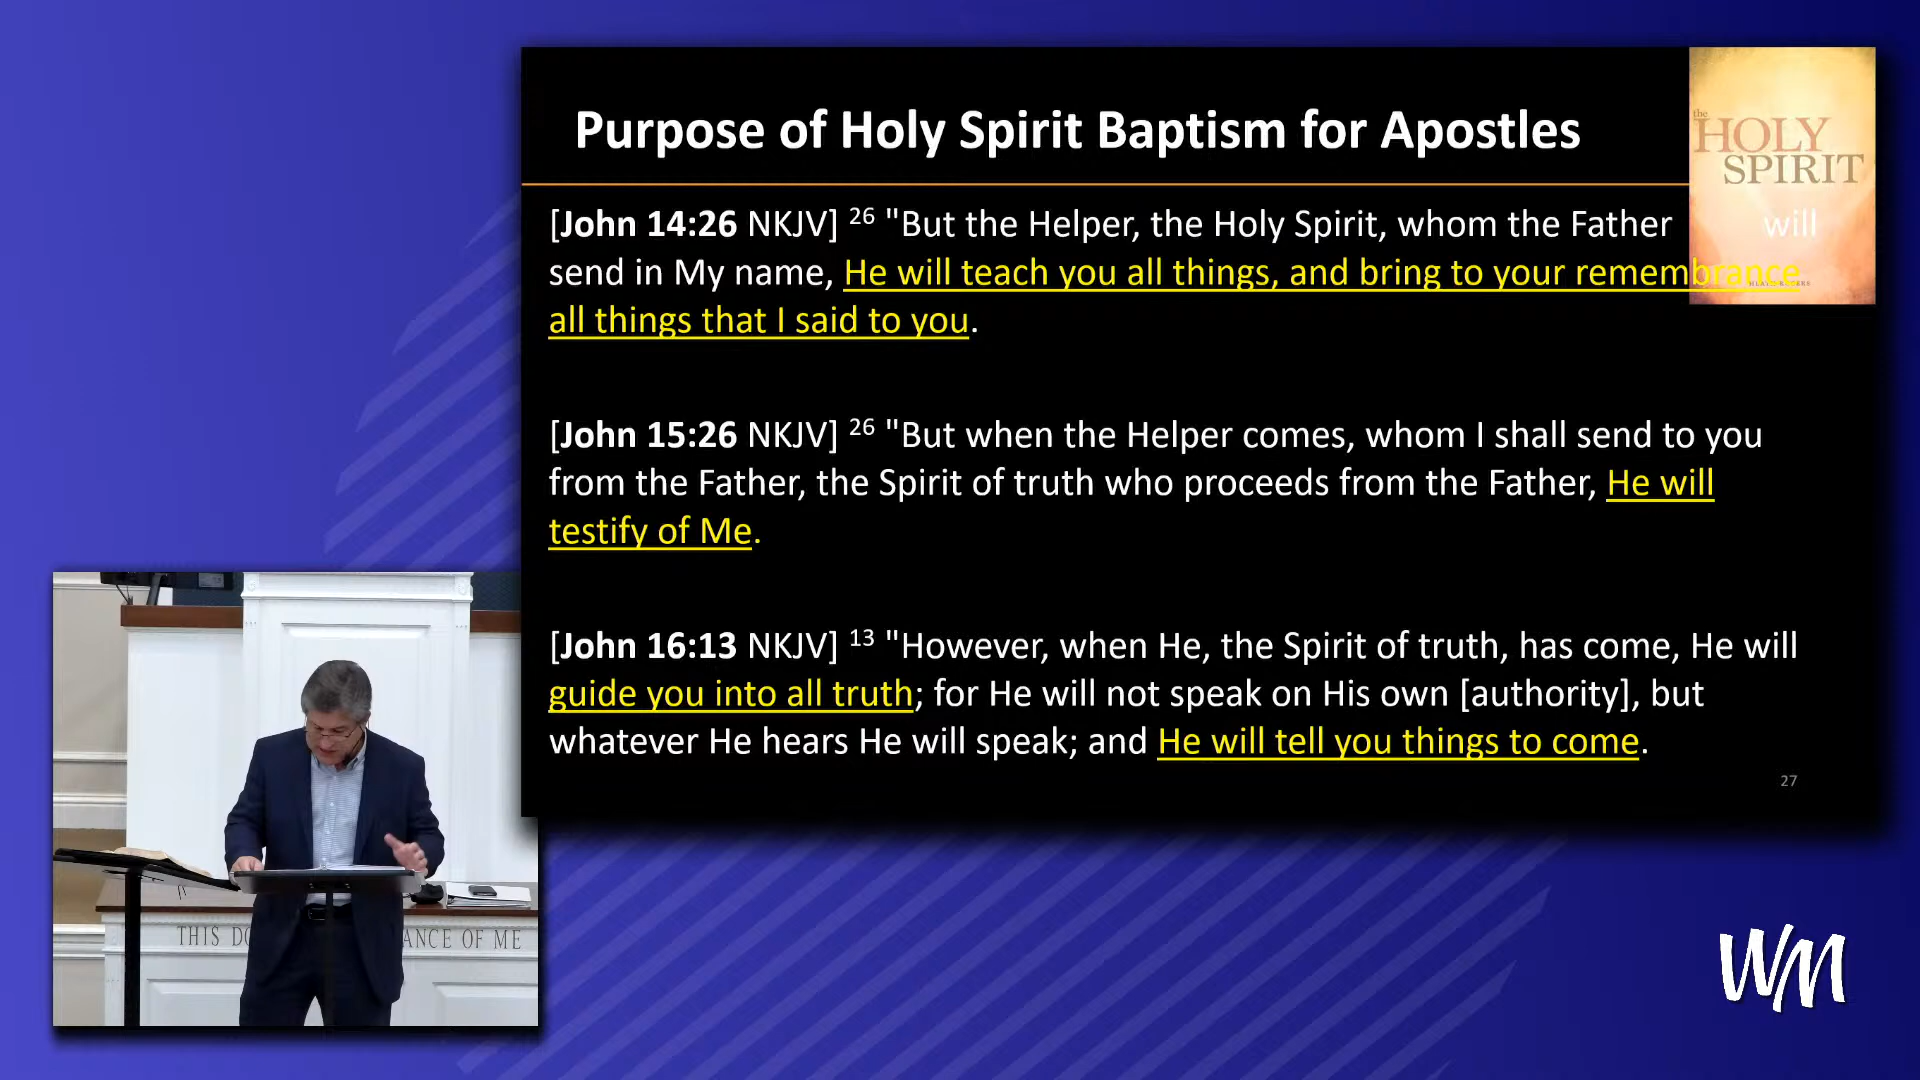 Purpose of Holy Spirit Baptism for Apostles
the
HOLY
SPIRIT
[John 14:26 NKJV] 26 "But the Helper, the Holy Spirit, whom the Father will
send in My name, He will teach you all things, and bring to your remembrance
all things that I said to you.
[John 15:26 NKJV] 26 "But when the Helper comes, whom I shall send to you
from the Father, the Spirit of truth who proceeds from the Father, He will
testify of Me.
[John 16:13 NKJV] 13 "However, when He, the Spirit of truth, has come, He will
guide you into all truth; for He will not speak on His own [authority], but
whatever He hears He will speak; and He will tell you things to come.
27
THIS DO ANCE OF ME
WM